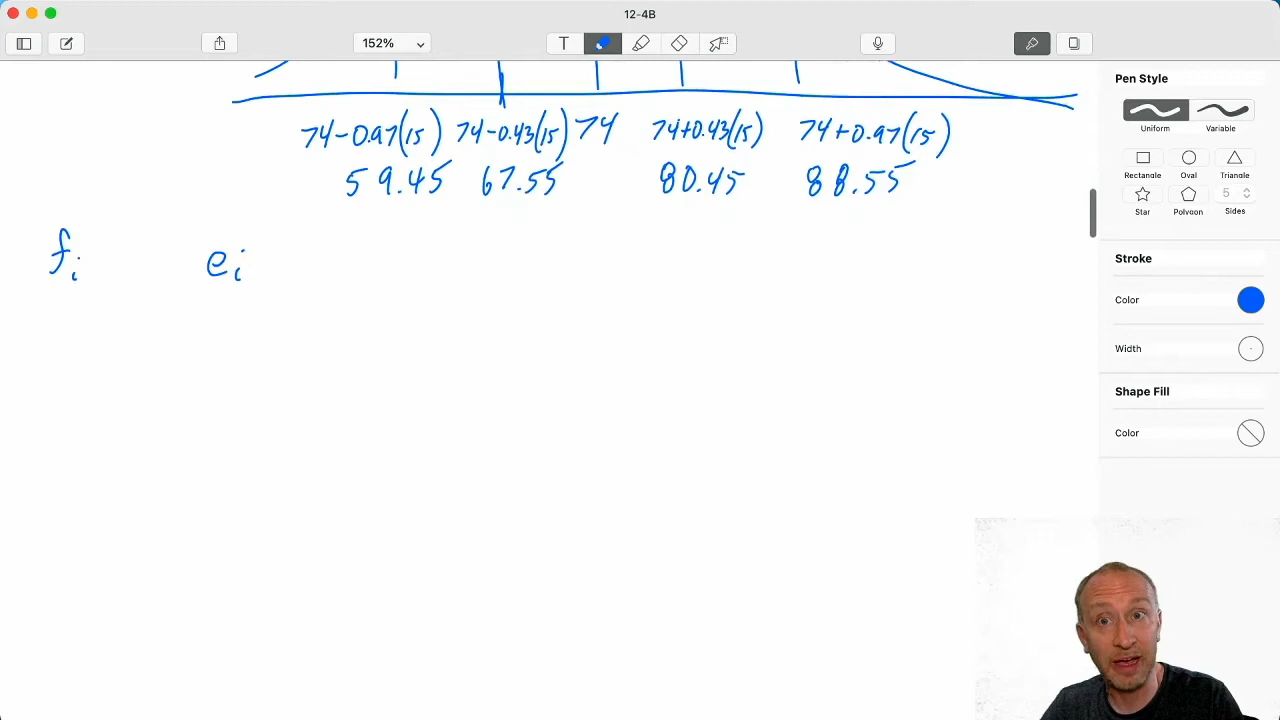 12-4B
152%
T
Pen Style
Uniform Variable
Rectangle Oval Triangle
5
Star Polygon Sides
Stroke
Color
Width
Shape Fill
Color
74-0.97(15) 74-0.43(15) 74 74+0.43(15) 74+0.97(15)
59.45 67.55 80.45 88.55
fi ei